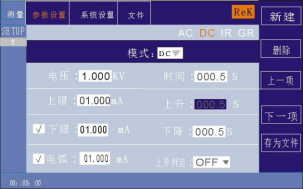 测量 参数设置 系统设置 文件 ReK 新建
SETUP AC DC IR GR
1 模式: DC 删除
电压: 1.000 KV 时间: 000.5 S
上限: 01.000 mA 上升: 000.5 S 上一项
√ 下限: 01.000 mA 下降: 000.5 S 下一项
√ 电弧: 01.000 mA 上升判定: OFF 存为文件
00: 00: 00